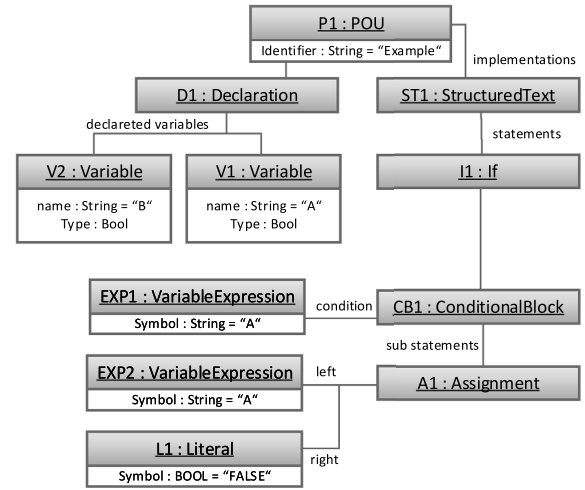 P1 : POU
Identifier : String = “Example“
implementations
D1 : Declaration
ST1 : StructuredText
declareted variables
statements
V2 : Variable
name : String = “B“
Type : Bool
V1 : Variable
name : String = “A“
Type : Bool
I1 : If
EXP1 : VariableExpression
Symbol : String = “A“
condition
CB1 : ConditionalBlock
sub statements
EXP2 : VariableExpression
Symbol : String = “A“
left
A1 : Assignment
L1 : Literal
Symbol : BOOL = “FALSE“
right